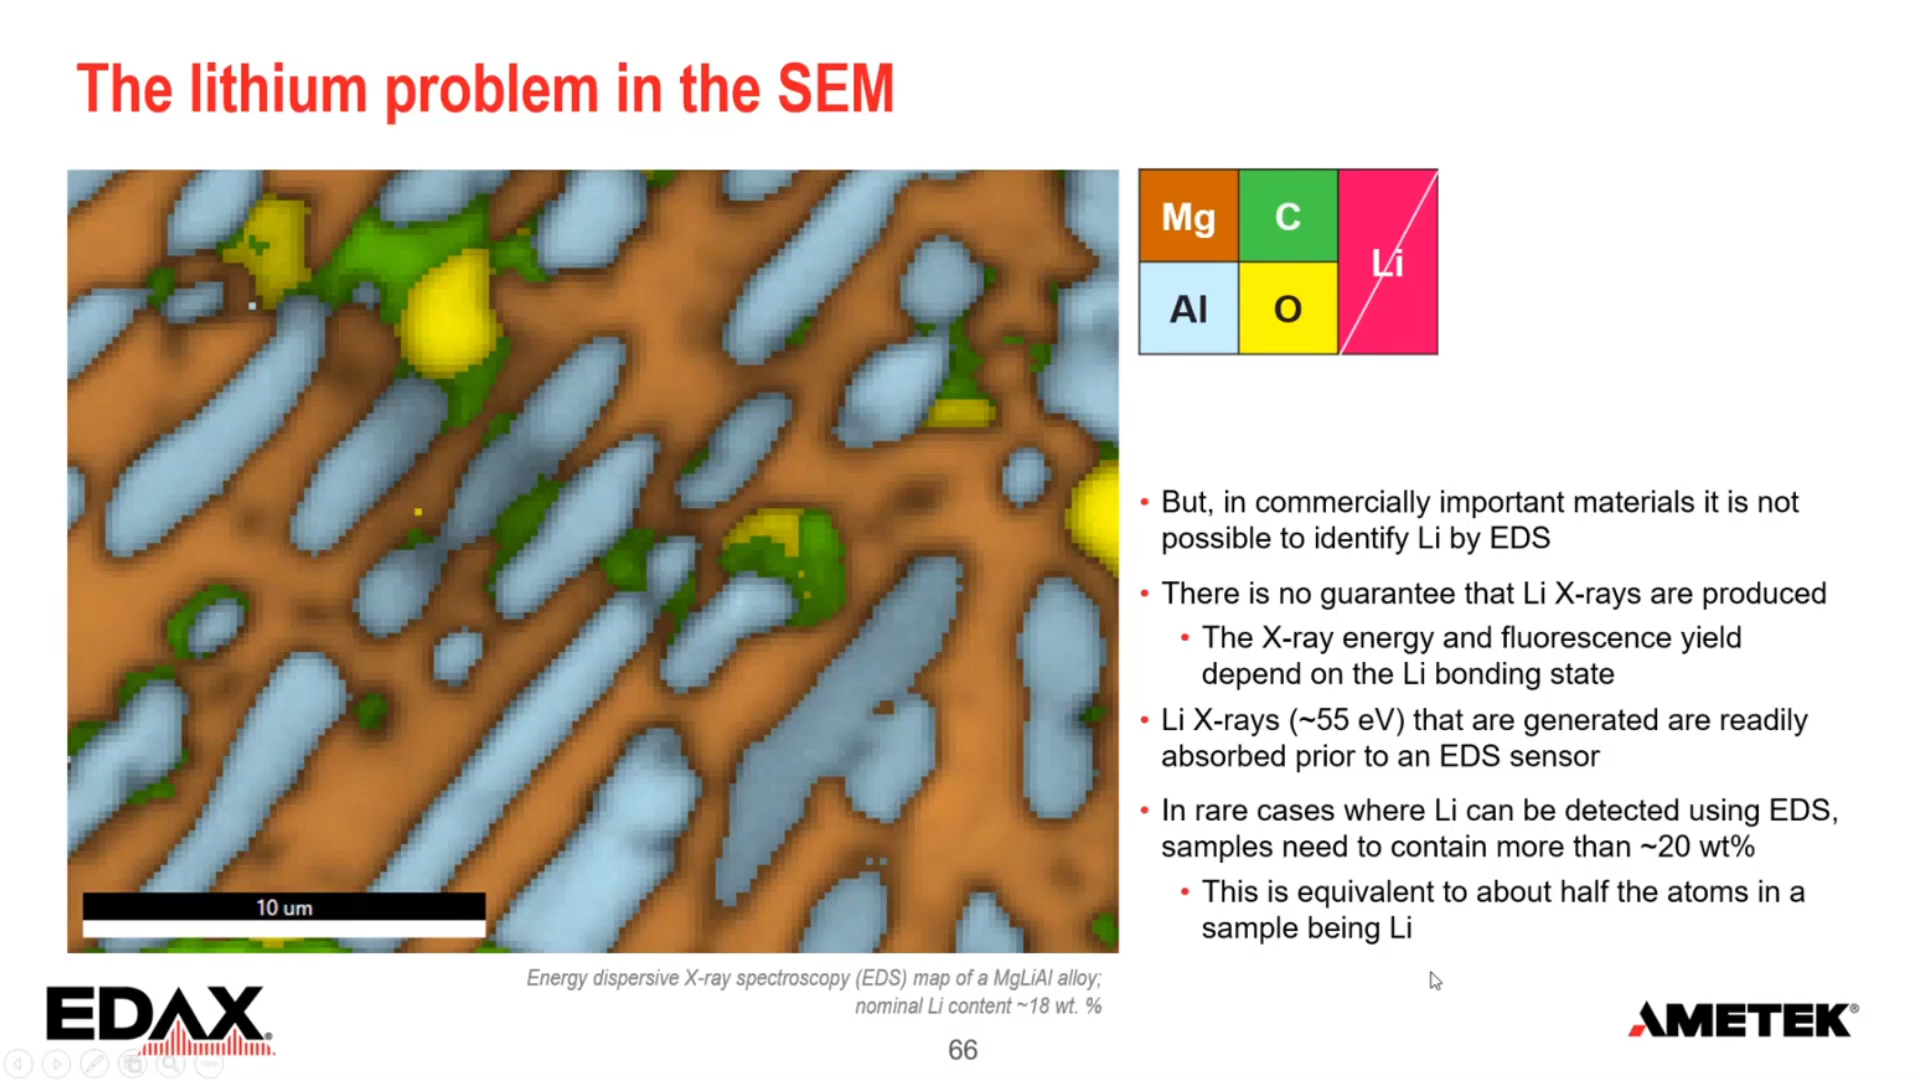 The lithium problem in the SEM
Mg
C
Li
Al
O
• But, in commercially important materials it is not
possible to identify Li by EDS
• There is no guarantee that Li X-rays are produced
• The X-ray energy and fluorescence yield
depend on the Li bonding state
• Li X-rays (~55 eV) that are generated are readily
absorbed prior to an EDS sensor
• In rare cases where Li can be detected using EDS,
samples need to contain more than ~20 wt%
• This is equivalent to about half the atoms in a
sample being Li
10 um
Energy dispersive X-ray spectroscopy (EDS) map of a MgLiAl alloy;
nominal Li content ~18 wt. %
EDAX®
66
AMETEK®